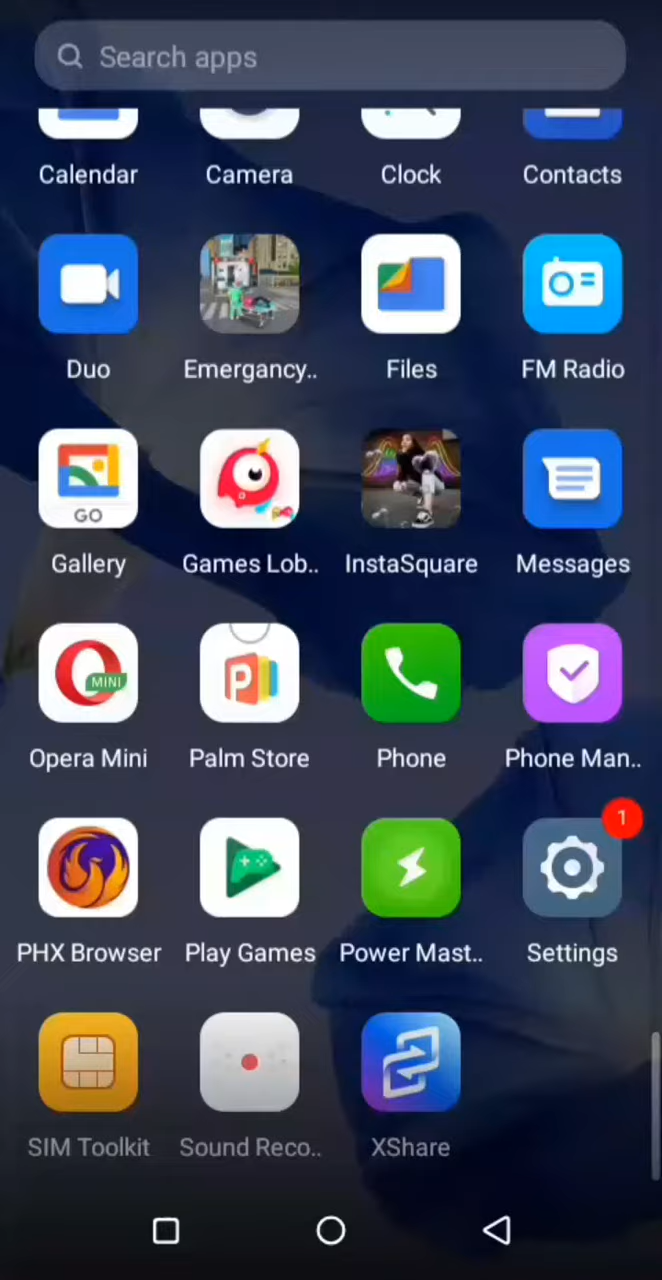 Search apps
Calendar
Camera
Clock
Contacts
Duo
Emergancy..
Files
FM Radio
GO
Gallery
Games Lob..
InstaSquare
Messages
MINI
Opera Mini
P
Palm Store
Phone
Phone Man..
1
PHX Browser
Play Games
Power Mast..
Settings
SIM Toolkit
Sound Reco..
XShare